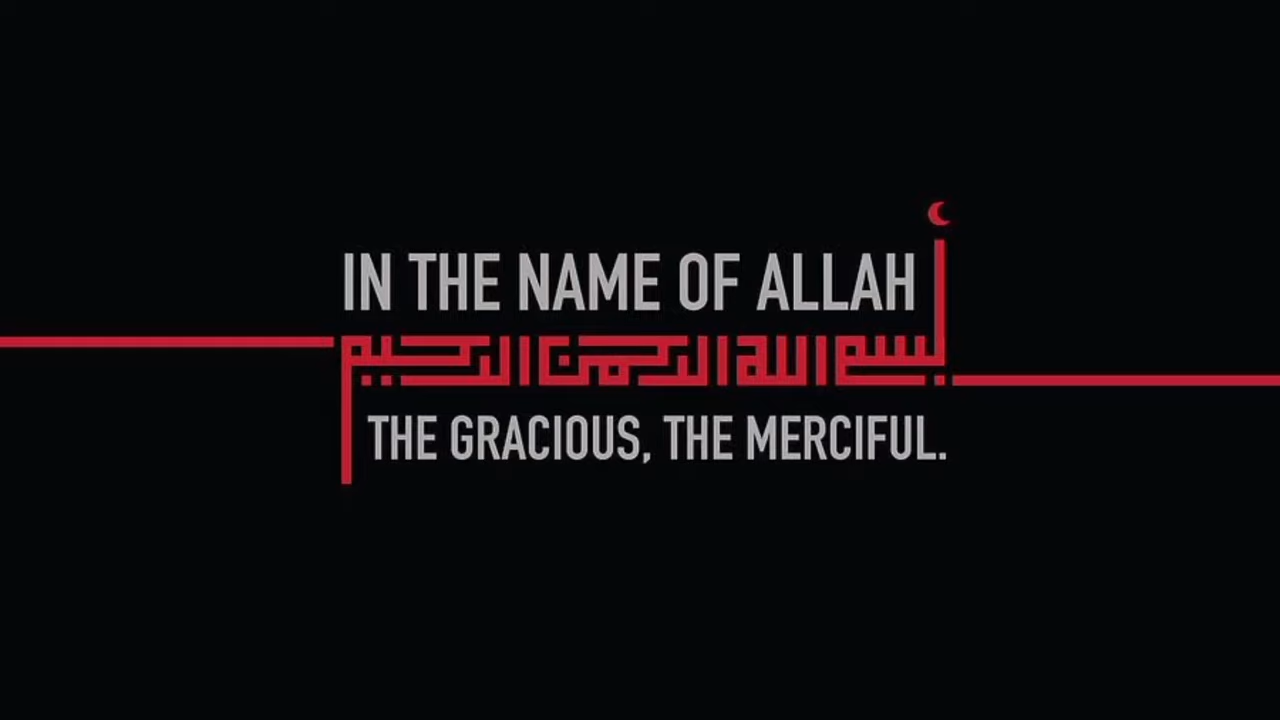 IN THE NAME OF ALLAH
بسم الله الرحمن الرحيم
THE GRACIOUS, THE MERCIFUL.